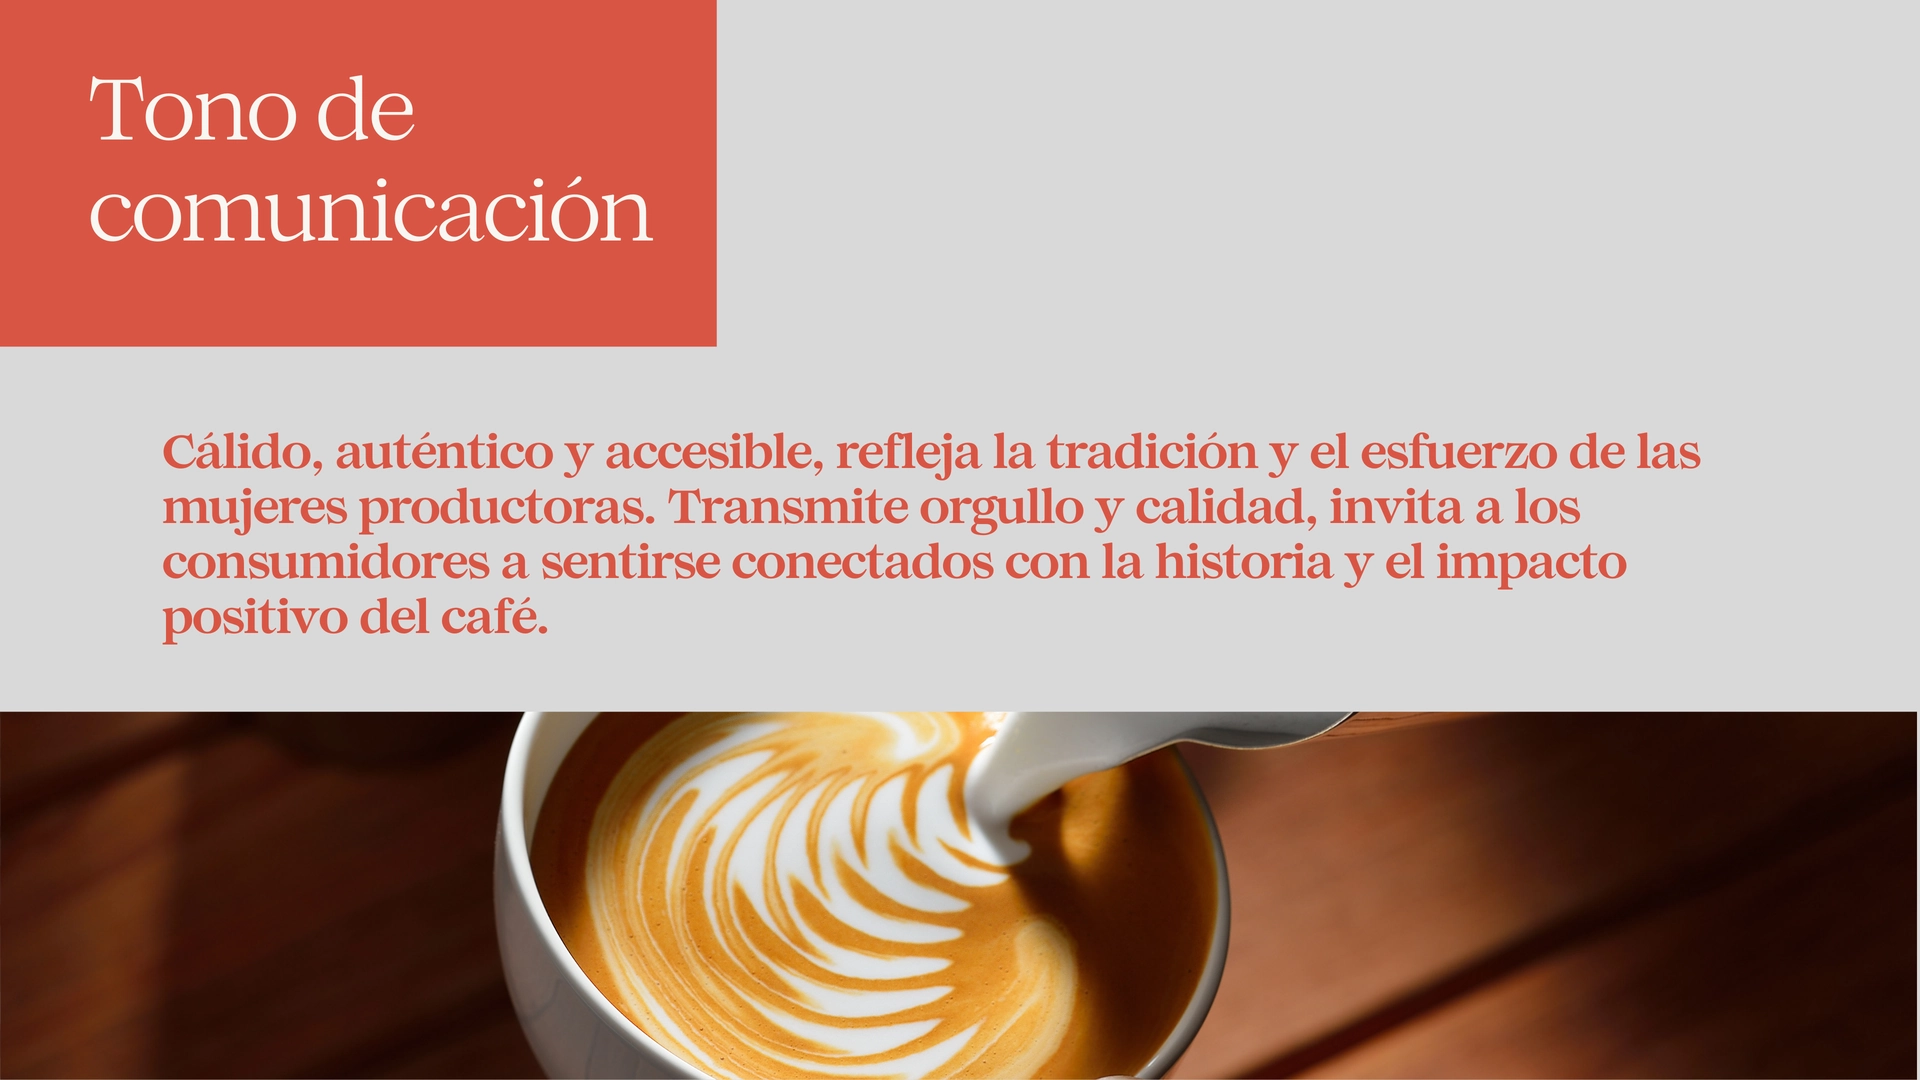 Tono de
comunicación
Cálido, auténtico y accesible, refleja la tradición y el esfuerzo de las
mujeres productoras. Transmite orgullo y calidad, invita a los
consumidores a sentirse conectados con la historia y el impacto
positivo del café.